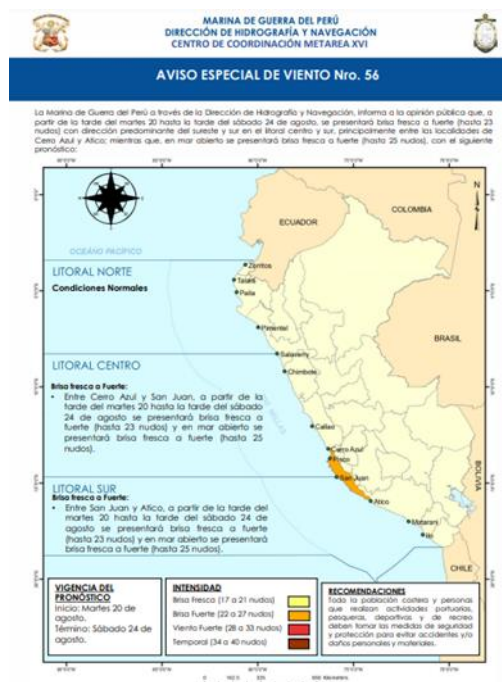 MARINA DE GUERRA DEL PERÚ
DIRECCIÓN DE HIDROGRAFÍA Y NAVEGACIÓN
CENTRO DE COORDINACIÓN METAREA XVI
AVISO ESPECIAL DE VIENTO Nro. 56
La Marina de Guerra del Perú a través de la Dirección de Hidrografía y Navegación, informa a la opinión pública que, a
partir de la tarde del martes 20 hasta la tarde del sábado 24 de agosto, se presentará brisa fresca a fuerte (hasta 23
nudos) con dirección predominante del sureste y sur en el litoral centro y sur, principalmente entre las localidades de
Cerro Azul y Atico; mientras que, en mar abierto se presentará brisa fresca a fuerte (hasta 25 nudos), con el siguiente
pronóstico:
N
COLOMBIA
ECUADOR
OCEÁNO PACÍFICO
Zorritos
LITORAL NORTE
Talara
Condiciones Normales
Paita
Pimentel
BRASIL
Salaverry
LITORAL CENTRO
Chimbote
Brisa fresca a Fuerte:
• Entre Cerro Azul y San Juan, a partir de la
tarde del martes 20 hasta la tarde del sábado
24 de agosto se presentará brisa fresca a
fuerte (hasta 23 nudos) y en mar abierto se
presentará brisa fresca a fuerte (hasta 25
nudos).
MILLAS
Callao
Cerro Azul
Pisco
San Juan
BOLIVIA
LITORAL SUR
Brisa fresca a Fuerte:
• Entre San Juan y Atico, a partir de la tarde del
martes 20 hasta la tarde del sábado 24 de
agosto se presentará brisa fresca a fuerte
(hasta 23 nudos) y en mar abierto se presentará
brisa fresca a fuerte (hasta 25 nudos).
Atico
Matarani
Ilo
CHILE
VIGENCIA DEL
PRONÓSTICO
Inicio: Martes 20 de
agosto.
Término: Sábado 24 de
agosto.
INTENSIDAD
Brisa Fresca (17 a 21 nudos)
Brisa Fuerte (22 a 27 nudos)
Viento Fuerte (28 a 33 nudos)
Temporal (34 a 40 nudos)
RECOMENDACIONES
Toda la población costera y personas
que realizan actividades portuarias,
pesqueras, deportivas y de recreo
deben tomar las medidas de seguridad
y protección para evitar accidentes y/o
daños personales y materiales.